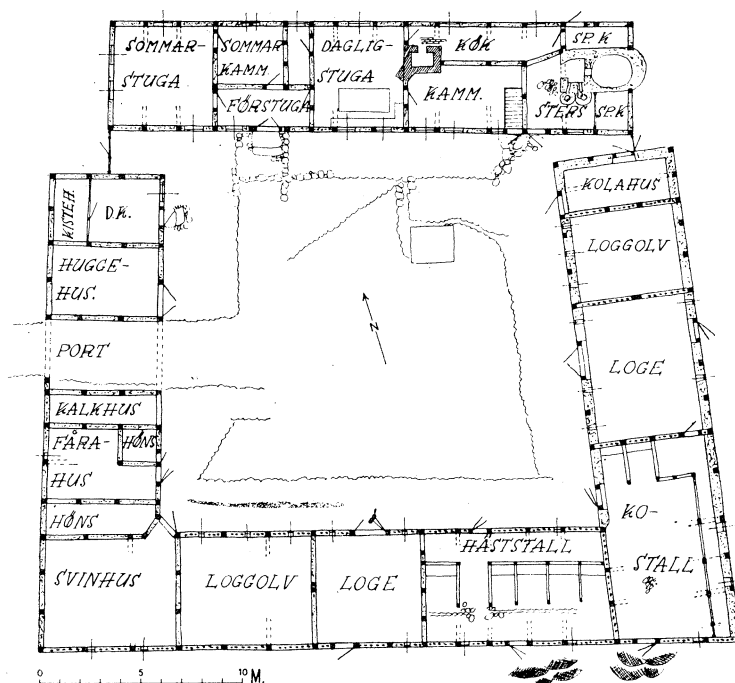 SOMMAR-
STUGA
SOMMAR
KAMM
FÖRSTUGA
DAGLIG-
STUGA
KØK
KAMM.
SP.K
STERS
SP.K
KISTEH.
D.K.
HUGGE-
HUS.
PORT
KALKHUS
FÅRA-
HUS
HØNS
HØNS
SVINHUS
LOGGOLV
LOGE
HÄSTSTALL
KO-
STALL
LOGE
LOGGOLV
KOLAHUS
N
0 5 10 M.